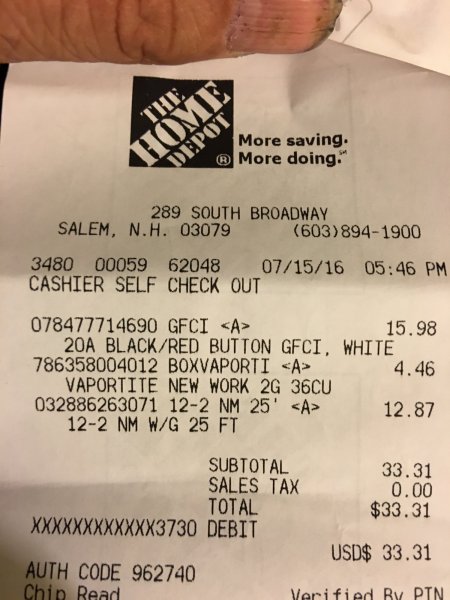 THE
HOME
DEPOT
®
More saving.
More doing.℠
289 SOUTH BROADWAY
SALEM, N.H. 03079 (603)894-1900
3480 00059 62048 07/15/16 05:46 PM
CASHIER SELF CHECK OUT
078477714690 GFCI <A> 15.98
20A BLACK/RED BUTTON GFCI, WHITE
786358004012 BOXVAPORTI <A> 4.46
VAPORTITE NEW WORK 2G 36CU
032886263071 12-2 NM 25' <A> 12.87
12-2 NM W/G 25 FT
SUBTOTAL 33.31
SALES TAX 0.00
TOTAL $33.31
XXXXXXXXXXXX3730 DEBIT
USD$ 33.31
AUTH CODE 962740
Chip Read Verified By PIN